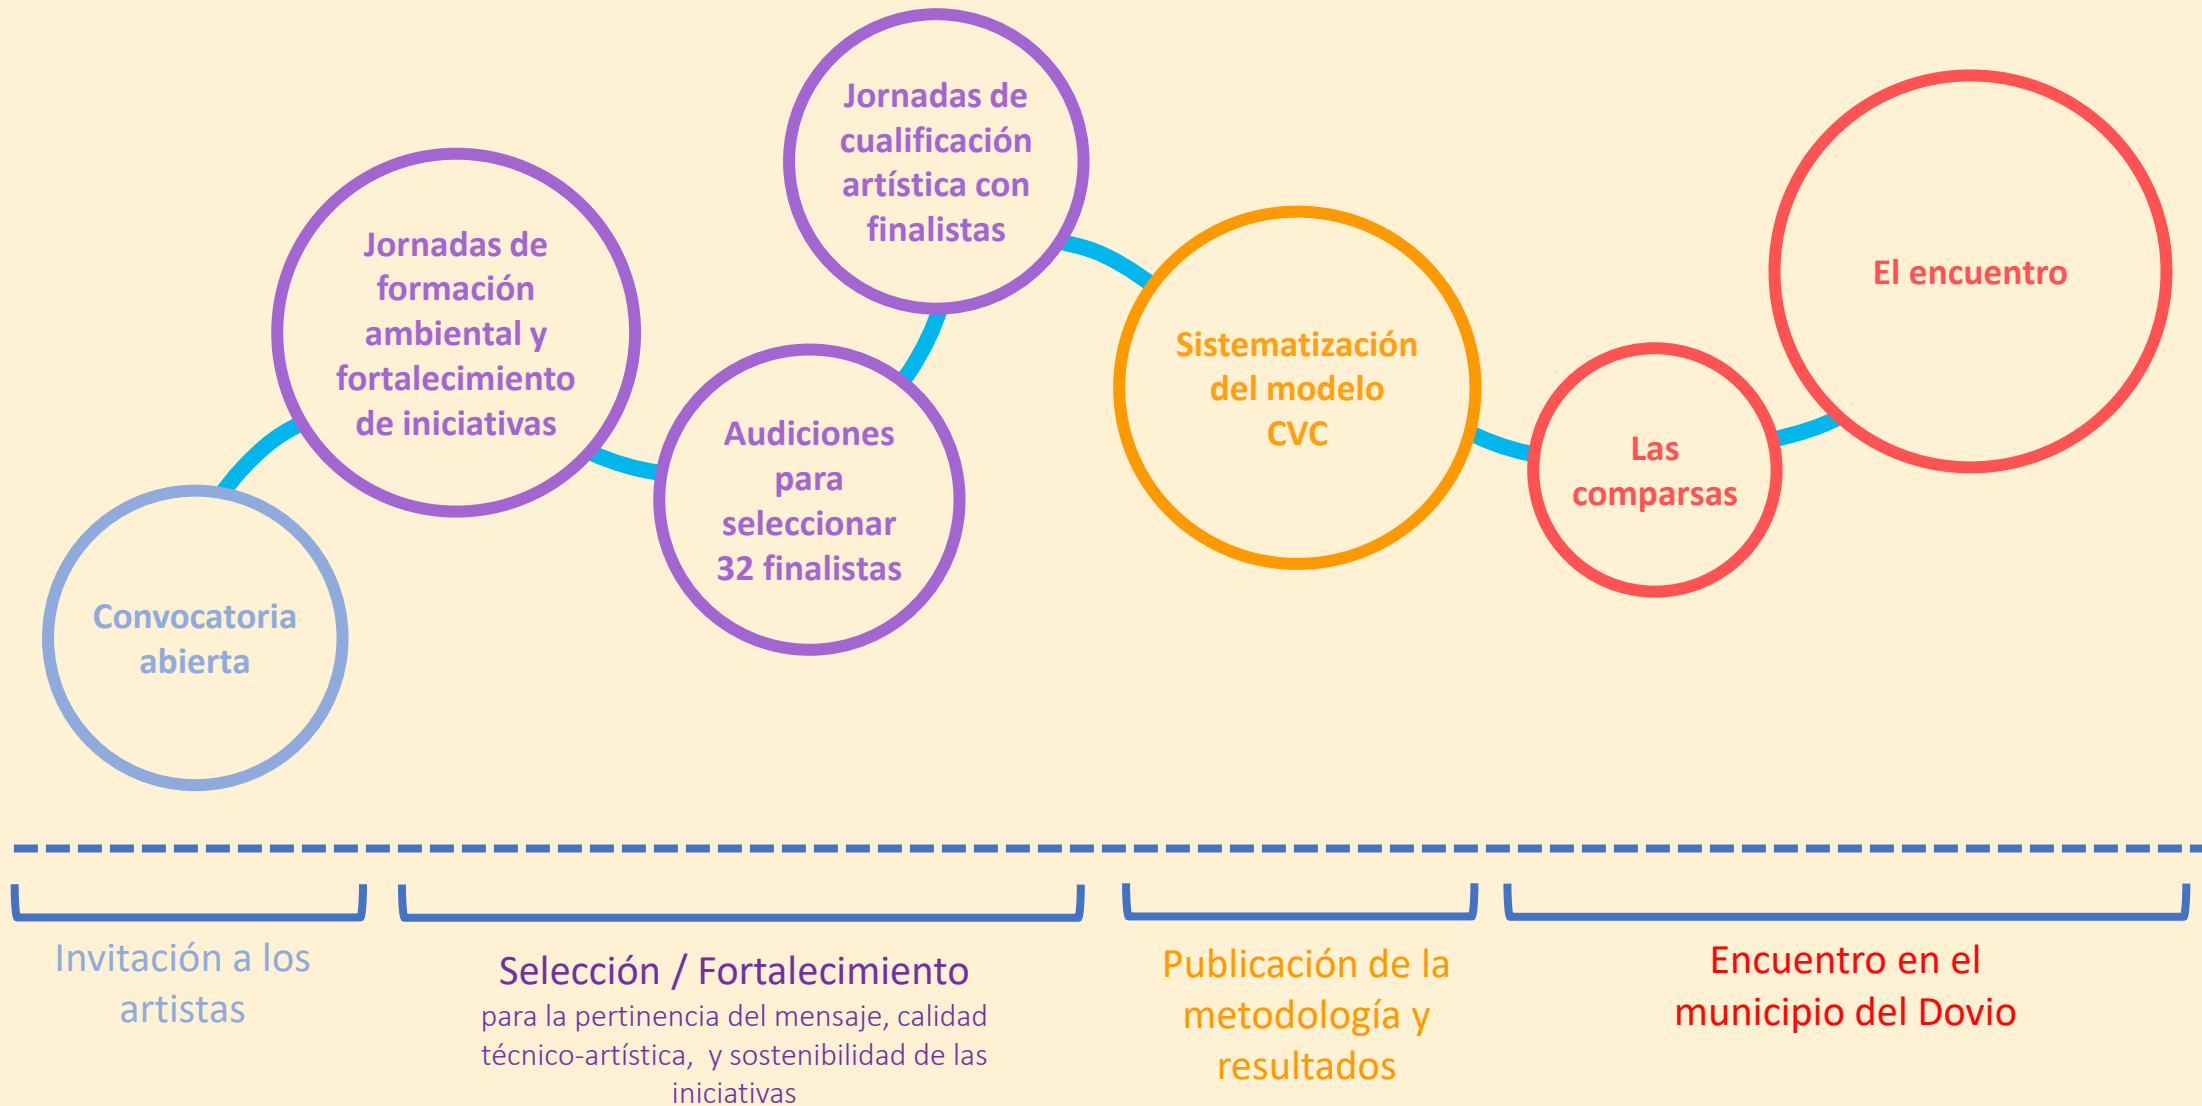 Convocatoria
abierta
Jornadas de
formación
ambiental y
fortalecimiento
de iniciativas
Audiciones
para
seleccionar
32 finalistas
Jornadas de
cualificación
artística con
finalistas
Sistematización
del modelo
CVC
Las
comparsas
El encuentro
Invitación a los
artistas
Selección / Fortalecimiento
para la pertinencia del mensaje, calidad
técnico-artística, y sostenibilidad de las
iniciativas
Publicación de la
metodología y
resultados
Encuentro en el
municipio del Dovio